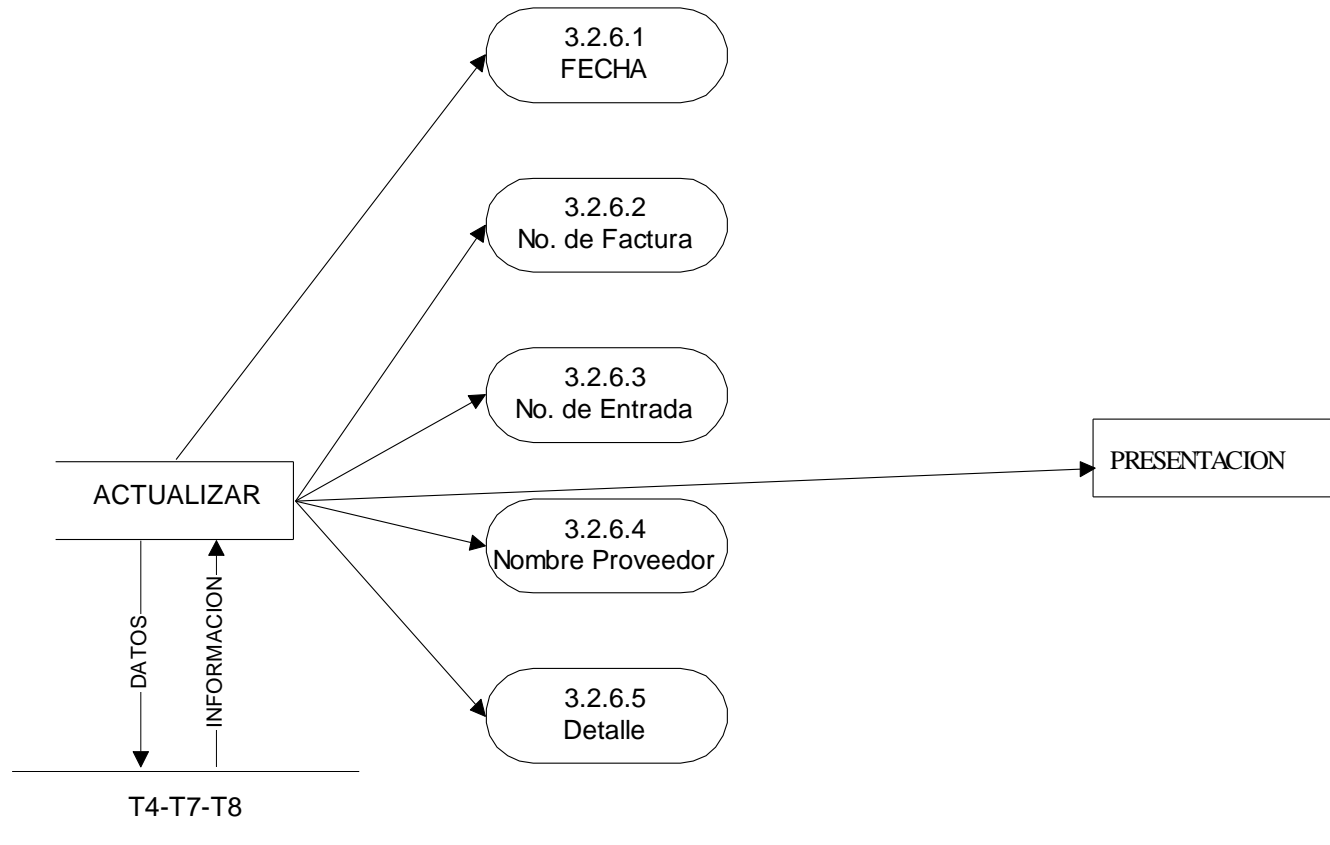 3.2.6.1
FECHA
3.2.6.2
No. de Factura
3.2.6.3
No. de Entrada
PRESENTACION
ACTUALIZAR
3.2.6.4
Nombre Proveedor
DATOS
INFORMACION
3.2.6.5
Detalle
T4-T7-T8